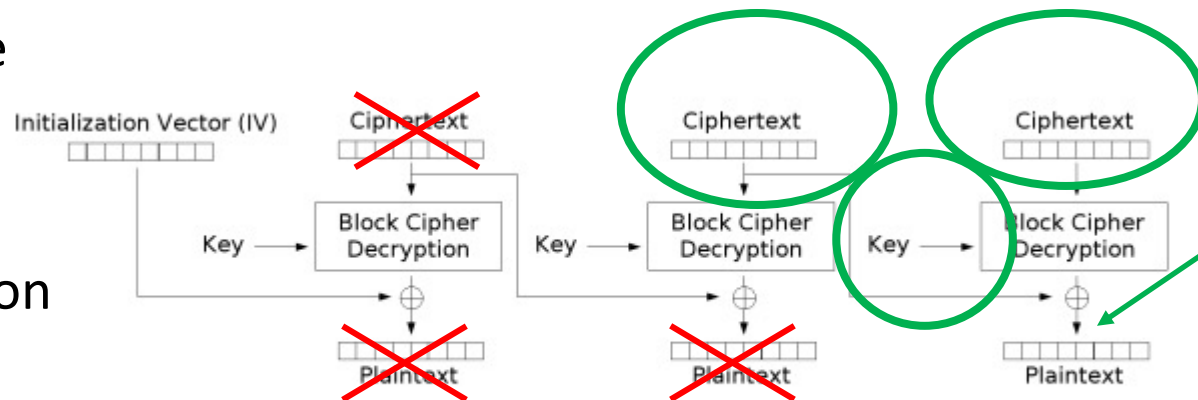 e
Initialization Vector (IV)
Ciphertext
Ciphertext
Ciphertext
Key
Block Cipher
Decryption
Key
Block Cipher
Decryption
Key
Block Cipher
Decryption
on
Plaintext
Plaintext
Plaintext